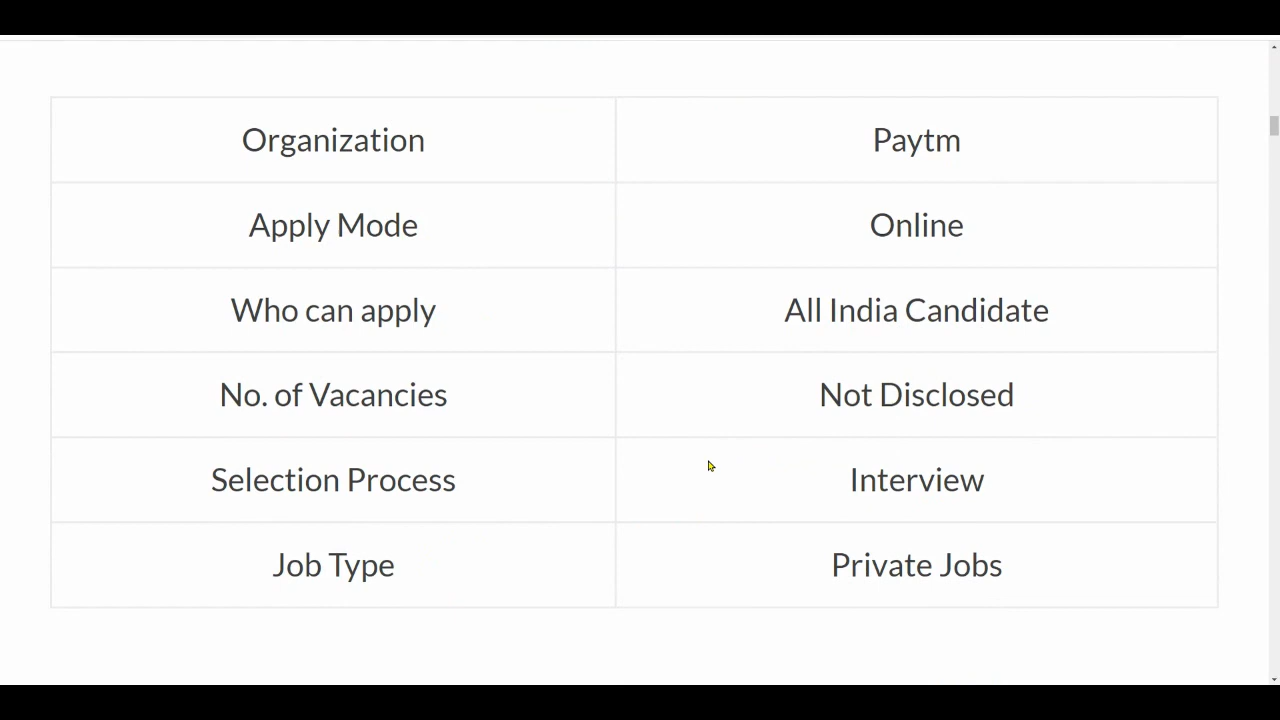 Organization Paytm
Apply Mode Online
Who can apply All India Candidate
No. of Vacancies Not Disclosed
Selection Process Interview
Job Type Private Jobs